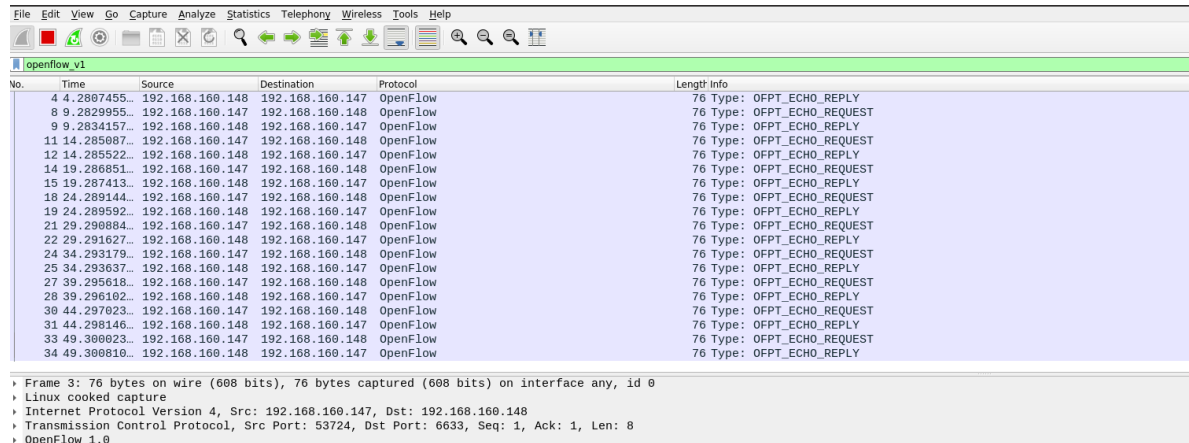 File Edit View Go Capture Analyze Statistics Telephony Wireless Tools Help
openflow_v1
No. Time Source Destination Protocol Length Info
4 4.2807455… 192.168.160.148 192.168.160.147 OpenFlow 76 Type: OFPT_ECHO_REPLY
8 9.2829955… 192.168.160.147 192.168.160.148 OpenFlow 76 Type: OFPT_ECHO_REQUEST
9 9.2834157… 192.168.160.148 192.168.160.147 OpenFlow 76 Type: OFPT_ECHO_REPLY
11 14.285087… 192.168.160.147 192.168.160.148 OpenFlow 76 Type: OFPT_ECHO_REQUEST
12 14.285522… 192.168.160.148 192.168.160.147 OpenFlow 76 Type: OFPT_ECHO_REPLY
14 19.286851… 192.168.160.147 192.168.160.148 OpenFlow 76 Type: OFPT_ECHO_REQUEST
15 19.287413… 192.168.160.148 192.168.160.147 OpenFlow 76 Type: OFPT_ECHO_REPLY
18 24.289144… 192.168.160.147 192.168.160.148 OpenFlow 76 Type: OFPT_ECHO_REQUEST
19 24.289592… 192.168.160.148 192.168.160.147 OpenFlow 76 Type: OFPT_ECHO_REPLY
21 29.290884… 192.168.160.147 192.168.160.148 OpenFlow 76 Type: OFPT_ECHO_REQUEST
22 29.291627… 192.168.160.148 192.168.160.147 OpenFlow 76 Type: OFPT_ECHO_REPLY
24 34.293179… 192.168.160.147 192.168.160.148 OpenFlow 76 Type: OFPT_ECHO_REQUEST
25 34.293637… 192.168.160.148 192.168.160.147 OpenFlow 76 Type: OFPT_ECHO_REPLY
27 39.295618… 192.168.160.147 192.168.160.148 OpenFlow 76 Type: OFPT_ECHO_REQUEST
28 39.296102… 192.168.160.148 192.168.160.147 OpenFlow 76 Type: OFPT_ECHO_REPLY
30 44.297023… 192.168.160.147 192.168.160.148 OpenFlow 76 Type: OFPT_ECHO_REQUEST
31 44.298146… 192.168.160.148 192.168.160.147 OpenFlow 76 Type: OFPT_ECHO_REPLY
33 49.300023… 192.168.160.147 192.168.160.148 OpenFlow 76 Type: OFPT_ECHO_REQUEST
34 49.300810… 192.168.160.148 192.168.160.147 OpenFlow 76 Type: OFPT_ECHO_REPLY
Frame 3: 76 bytes on wire (608 bits), 76 bytes captured (608 bits) on interface any, id 0
Linux cooked capture
Internet Protocol Version 4, Src: 192.168.160.147, Dst: 192.168.160.148
Transmission Control Protocol, Src Port: 53724, Dst Port: 6633, Seq: 1, Ack: 1, Len: 8
OpenFlow 1.0